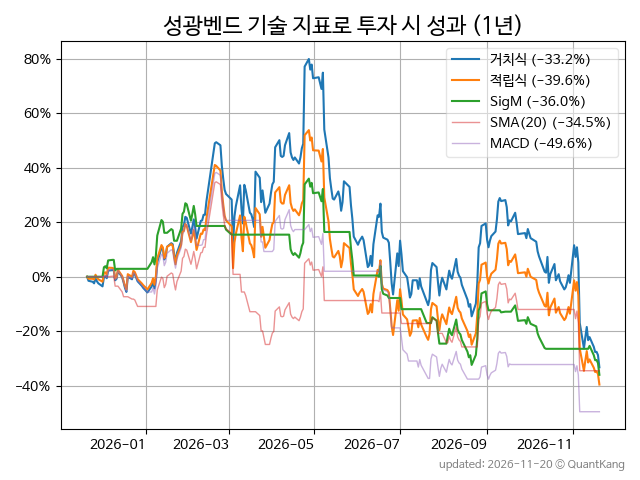 성광벤드 기술 지표로 투자 시 성과 (1년)
거치식 (−33.2%)
적립식 (−39.6%)
SigM (−36.0%)
SMA(20) (−34.5%)
MACD (−49.6%)
80%
60%
40%
20%
0%
−20%
−40%
2026-01 2026-03 2026-05 2026-07 2026-09 2026-11
updated: 2026-11-20 © QuantKang